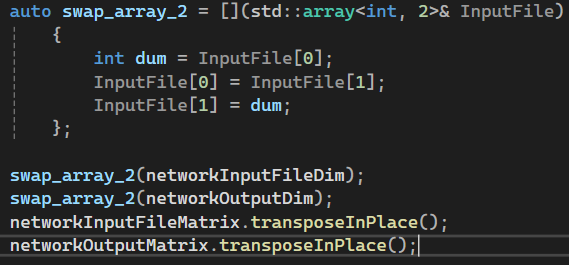 auto swap_array_2 = [](std::array<int, 2>& InputFile)
{
int dum = InputFile[0];
InputFile[0] = InputFile[1];
InputFile[1] = dum;
};
swap_array_2(networkInputFileDim);
swap_array_2(networkOutputDim);
networkInputFileMatrix.transposeInPlace();
networkOutputMatrix.transposeInPlace();